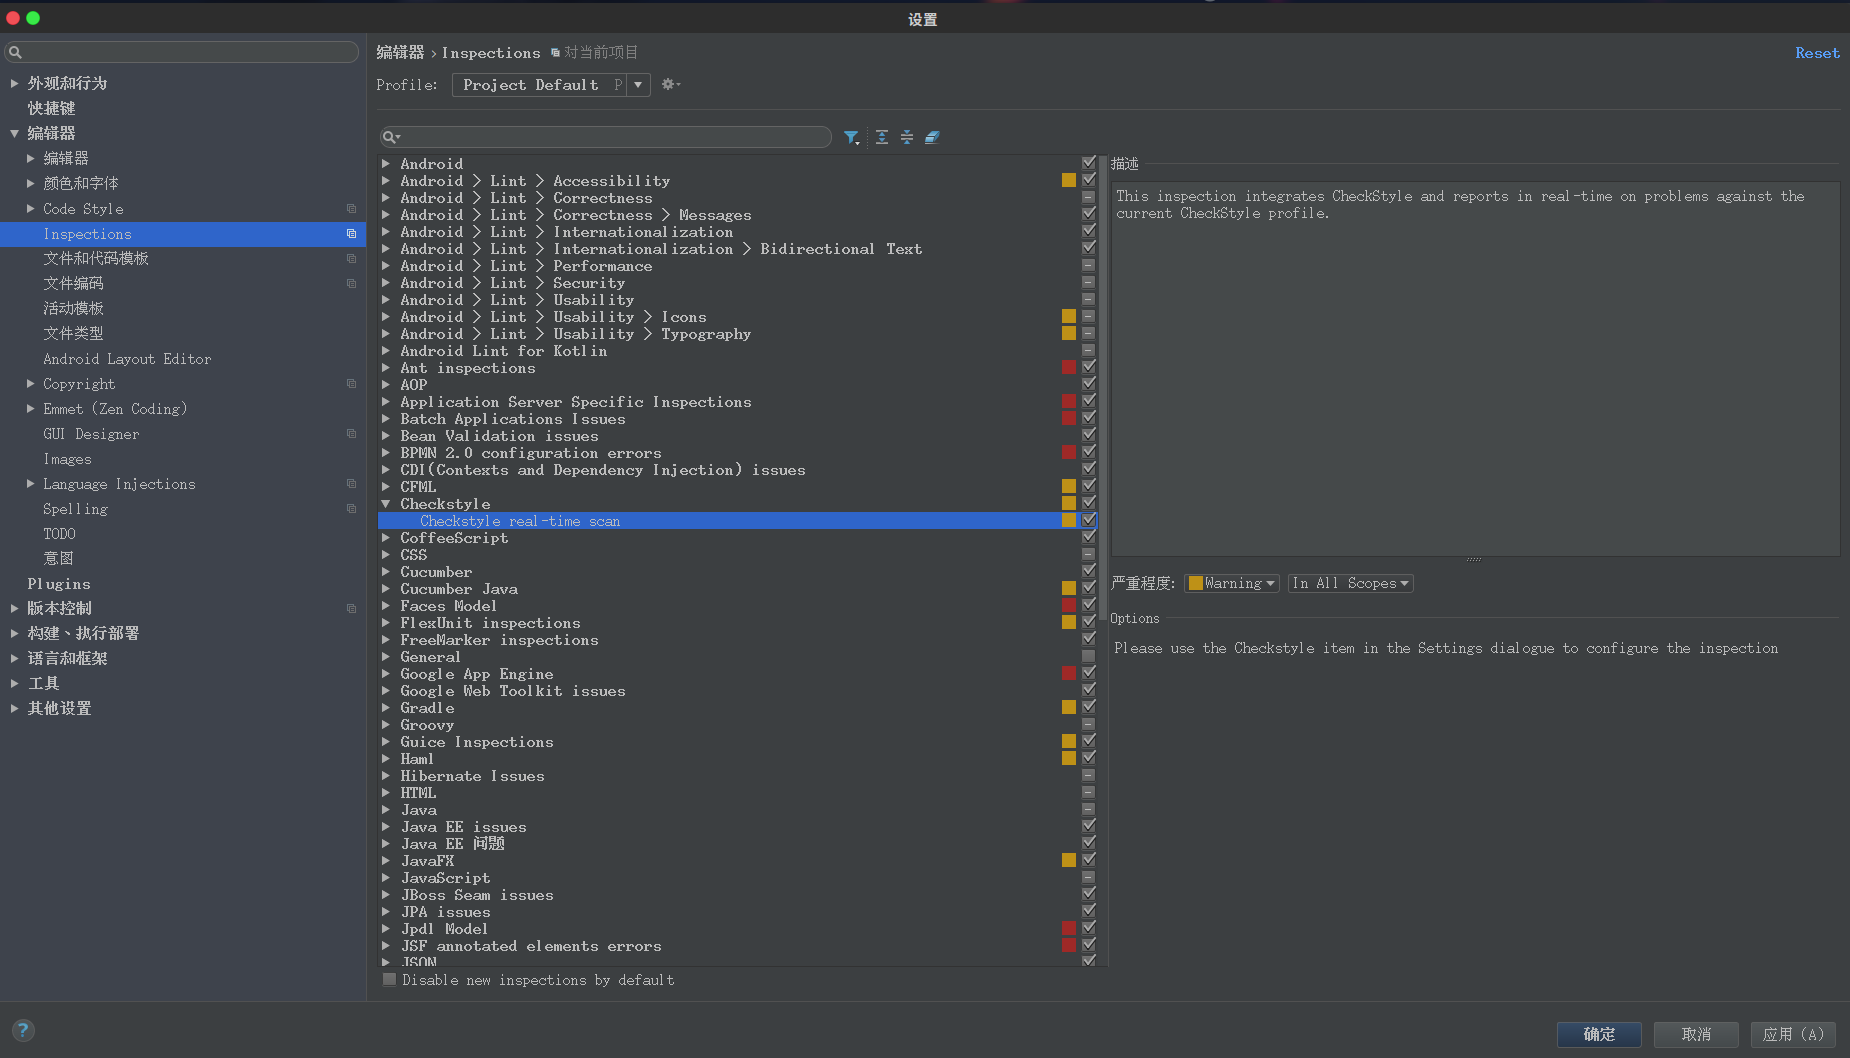 设置
编辑器 › Inspections 对当前项目
Reset
Profile: Project Default P
外观和行为
快捷键
编辑器
编辑器
颜色和字体
Code Style
Inspections
文件和代码模板
文件编码
活动模板
文件类型
Android Layout Editor
Copyright
Emmet (Zen Coding)
GUI Designer
Images
Language Injections
Spelling
TODO
意图
Plugins
版本控制
构建、执行部署
语言和框架
工具
其他设置
Android
Android > Lint > Accessibility
Android > Lint > Correctness
Android > Lint > Correctness > Messages
Android > Lint > Internationalization
Android > Lint > Internationalization > Bidirectional Text
Android > Lint > Performance
Android > Lint > Security
Android > Lint > Usability
Android > Lint > Usability > Icons
Android > Lint > Usability > Typography
Android Lint for Kotlin
Ant inspections
AOP
Application Server Specific Inspections
Batch Applications Issues
Bean Validation issues
BPMN 2.0 configuration errors
CDI(Contexts and Dependency Injection) issues
CFML
Checkstyle
Checkstyle real-time scan
CoffeeScript
CSS
Cucumber
Cucumber Java
Faces Model
FlexUnit inspections
FreeMarker inspections
General
Google App Engine
Google Web Toolkit issues
Gradle
Groovy
Guice Inspections
Haml
Hibernate Issues
HTML
Java
Java EE issues
Java EE 问题
JavaFX
JavaScript
JBoss Seam issues
JPA issues
Jpdl Model
JSF annotated elements errors
JSON
Disable new inspections by default
描述
This inspection integrates CheckStyle and reports in real-time on problems against the
current CheckStyle profile.
严重程度: Warning In All Scopes
Options
Please use the Checkstyle item in the Settings dialogue to configure the inspection
?
确定 取消 应用 (A)